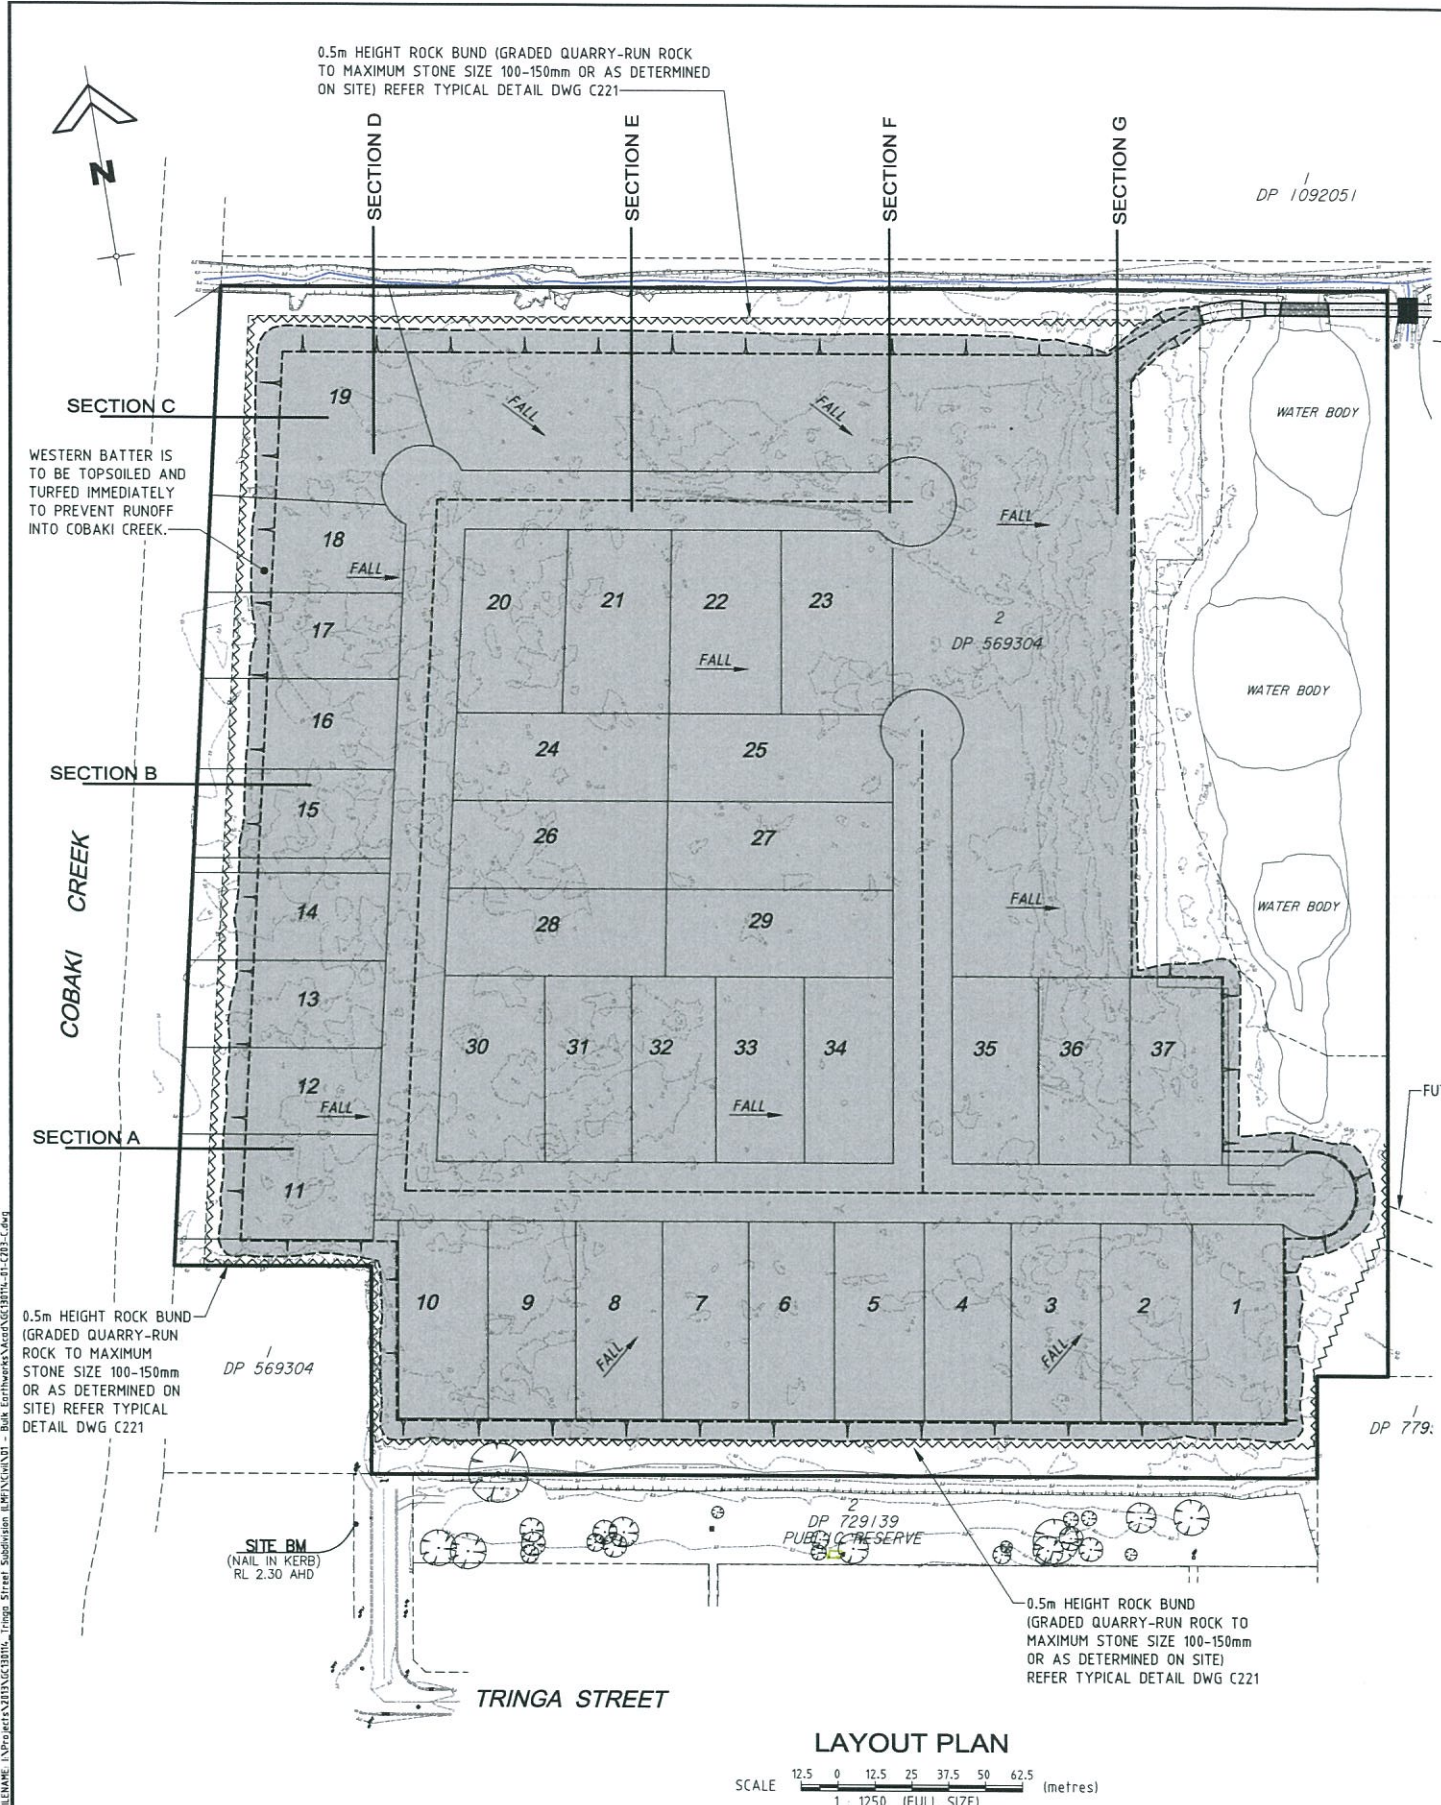 0.5m HEIGHT ROCK BUND (GRADED QUARRY-RUN ROCK
TO MAXIMUM STONE SIZE 100-150mm OR AS DETERMINED
ON SITE) REFER TYPICAL DETAIL DWG C221
N
SECTION D
SECTION E
SECTION F
SECTION G
1
DP 1092051
SECTION C
19
FALL
FALL
WATER BODY
WESTERN BATTER IS
TO BE TOPSOILED AND
TURFED IMMEDIATELY
TO PREVENT RUNOFF
INTO COBAKI CREEK.
18
FALL
FALL
17
20
21
22
23
FALL
2
DP 569304
WATER BODY
16
24
25
SECTION B
15
26
27
COBAKI CREEK
14
28
29
FALL
WATER BODY
13
30
31
32
33
34
35
36
37
12
FALL
FALL
FU
SECTION A
11
10
9
8
7
6
5
4
3
2
1
FALL
FALL
0.5m HEIGHT ROCK BUND
(GRADED QUARRY-RUN
ROCK TO MAXIMUM
STONE SIZE 100-150mm
OR AS DETERMINED ON
SITE) REFER TYPICAL
DETAIL DWG C221
1
DP 569304
1
DP 779
2
DP 729139
PUBLIC RESERVE
SITE BM
(NAIL IN KERB)
RL 2.30 AHD
0.5m HEIGHT ROCK BUND
(GRADED QUARRY-RUN ROCK TO
MAXIMUM STONE SIZE 100-150mm
OR AS DETERMINED ON SITE)
REFER TYPICAL DETAIL DWG C221
TRINGA STREET
LAYOUT PLAN
12.5 0 12.5 25 37.5 50 62.5
SCALE (metres)
1 : 1250 (FULL SIZE)